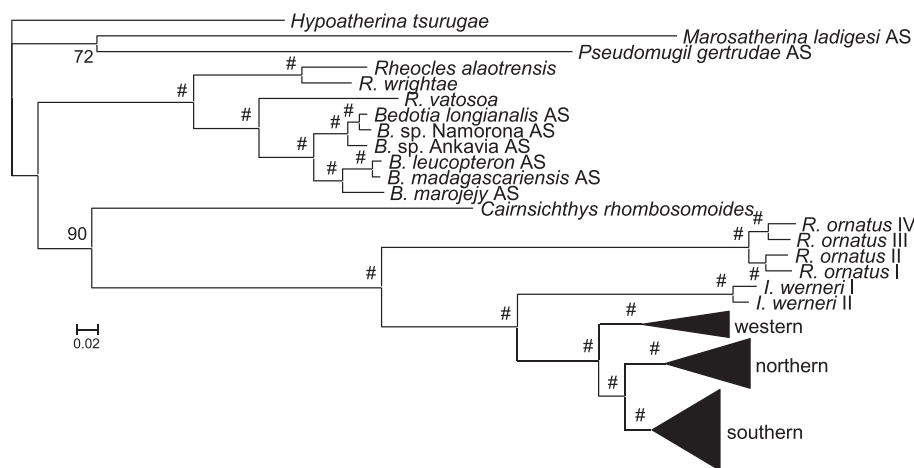 Hypoatherina tsurugae
Marosatherina ladigesi AS
72
Pseudomugil gertrudae AS
#
Rheocles alaotrensis
#
R. wrightae
#
R. vatosoa
#
Bedotia longianalis AS
#
B. sp. Namorona AS
#
B. sp. Ankavia AS
#
B. leucopteron AS
#
B. madagascariensis AS
B. marojejy AS
90
Cairnsichthys rhombosomoides
#
R. ornatus IV
#
R. ornatus III
R. ornatus II
#
#
R. ornatus I
#
I. werneri I
#
I. werneri II
#
western
0.02
#
#
northern
#
#
southern